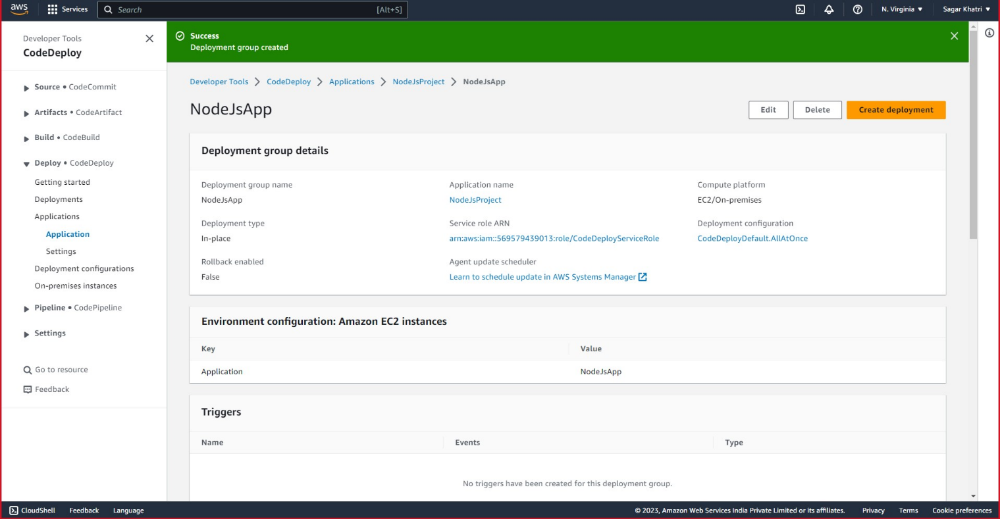 aws
Services
Search [Alt+S]
N. Virginia
Sagar Khatri
Developer Tools
CodeDeploy
Source • CodeCommit
Artifacts • CodeArtifact
Build • CodeBuild
Deploy • CodeDeploy
Getting started
Deployments
Applications
Application
Settings
Deployment configurations
On-premises instances
Pipeline • CodePipeline
Settings
Go to resource
Feedback
Success
Deployment group created
Developer Tools > CodeDeploy > Applications > NodeJsProject > NodeJsApp
NodeJsApp
Edit
Delete
Create deployment
Deployment group details
Deployment group name
NodeJsApp
Application name
NodeJsProject
Compute platform
EC2/On-premises
Deployment type
In-place
Service role ARN
arn:aws:iam::569579439013:role/CodeDeployServiceRole
Deployment configuration
CodeDeployDefault.AllAtOnce
Rollback enabled
False
Agent update scheduler
Learn to schedule update in AWS Systems Manager
Environment configuration: Amazon EC2 instances
Key Value
Application NodeJsApp
Triggers
Name Events Type
No triggers have been created for this deployment group.
CloudShell Feedback Language
© 2023, Amazon Web Services India Private Limited or its affiliates. Privacy Terms Cookie preferences